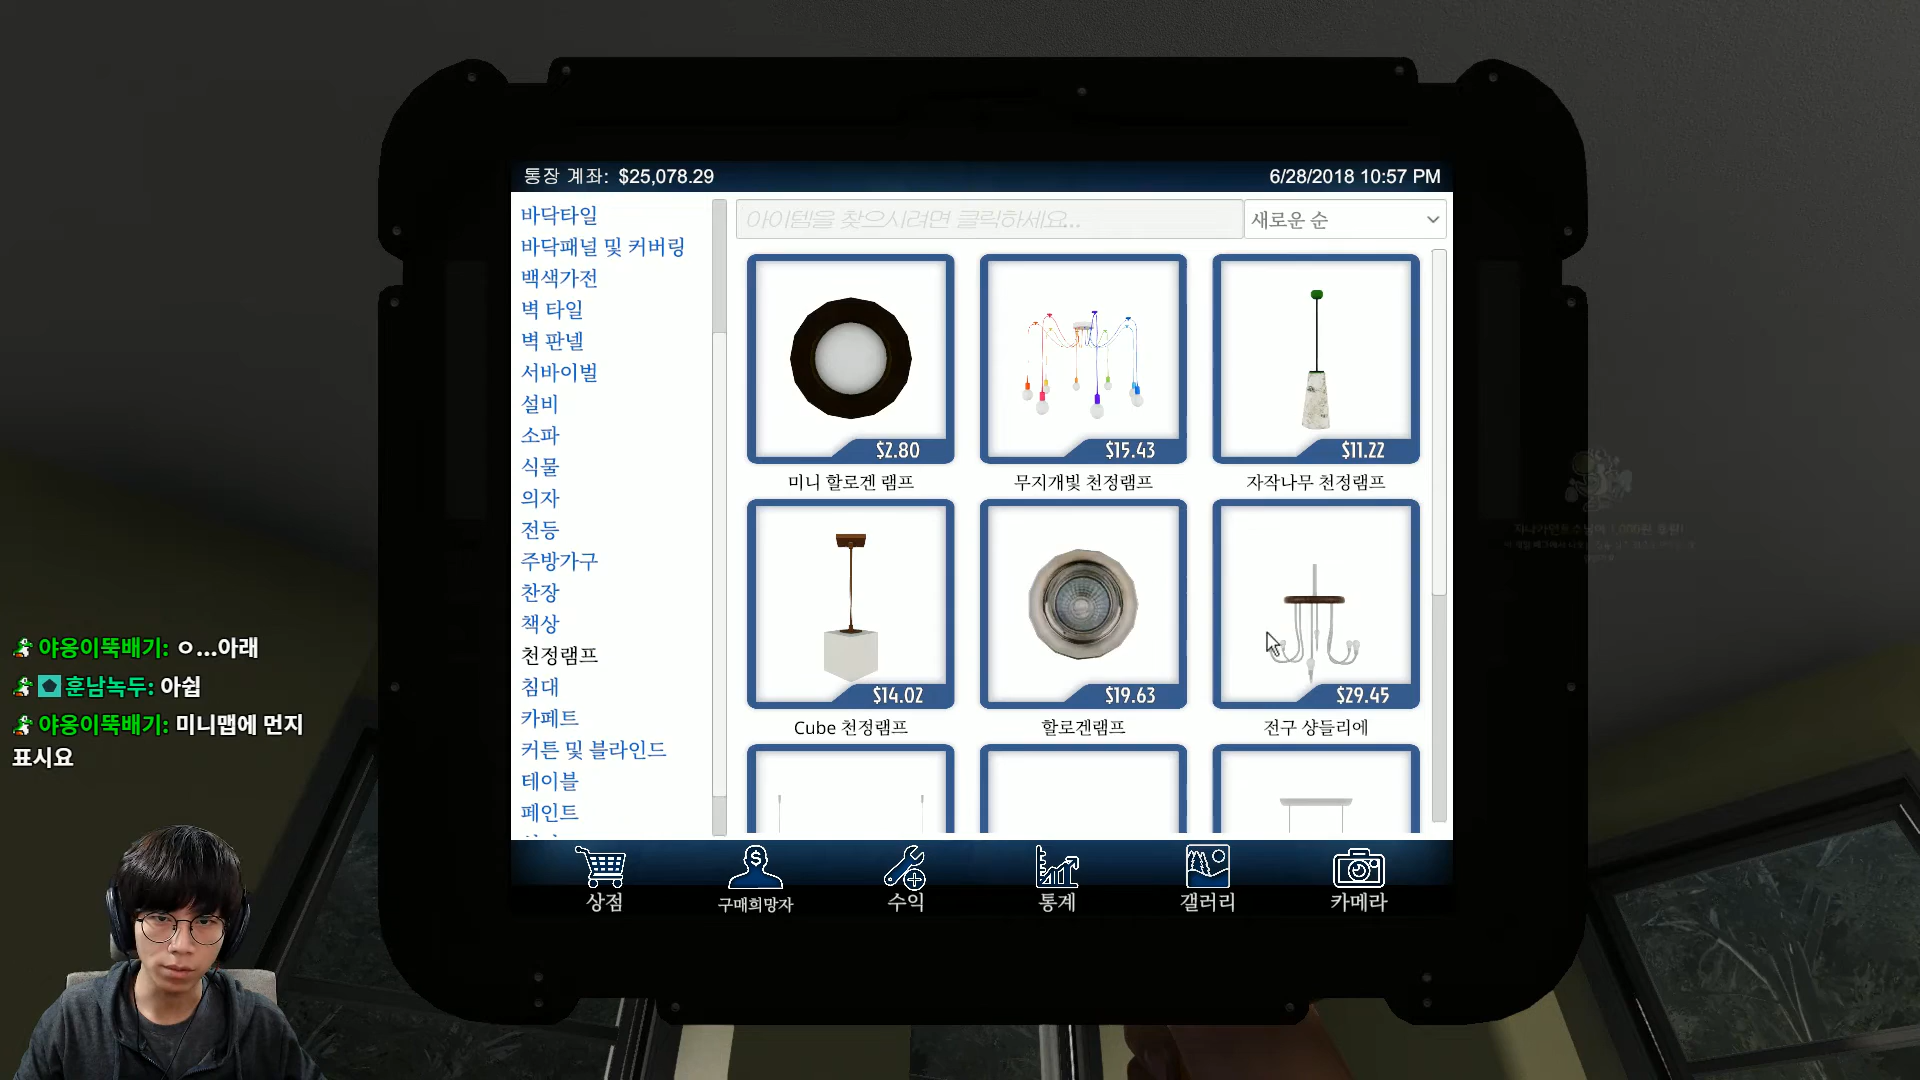 통장 계좌: $25,078.29
6/28/2018 10:57 PM
바닥타일
바닥패널 및 커버링
백색가전
벽 타일
벽 판넬
서바이벌
설비
소파
식물
의자
전등
주방가구
찬장
책상
천정램프
침대
카페트
커튼 및 블라인드
테이블
페인트
아이템을 찾으시려면 클릭하세요...
새로운 순
$2.80
$15.43
$11.22
미니 할로겐 램프
무지개빛 천정램프
자작나무 천정램프
$14.02
$19.63
$29.45
Cube 천정램프
할로겐램프
전구 샹들리에
상점
구매희망자
수익
통계
갤러리
카메라
야옹이뚝배기: ㅇ...아래
훈남녹두: 아쉽
야옹이뚝배기: 미니맵에 먼지
표시요